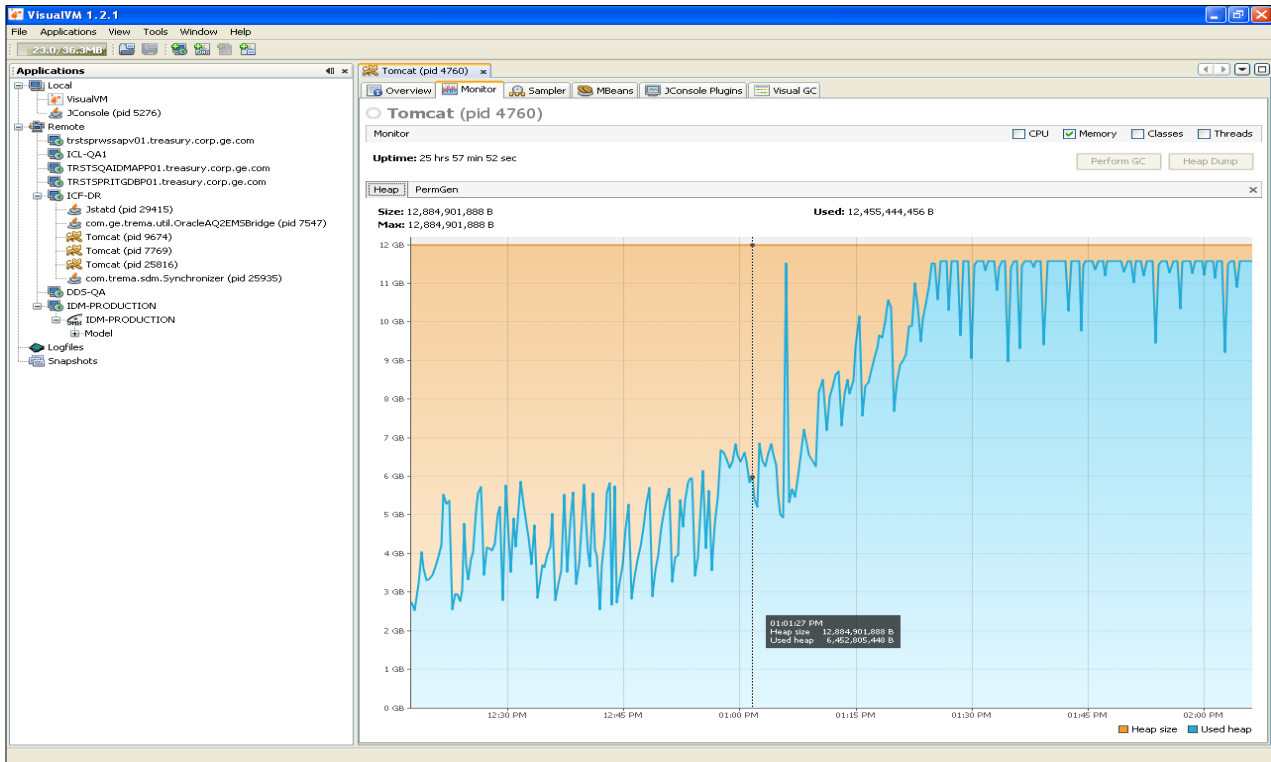 VisualVM 1.2.1
File Applications View Tools Window Help
23.0/36.3MB
Applications
Local
VisualVM
JConsole (pid 5276)
Remote
trstsprwssapv01.treasury.corp.ge.com
ICL-QA1
TRSTSQAIDMAPP01.treasury.corp.ge.com
TRSTSPRITGDBP01.treasury.corp.ge.com
ICF-DR
Jstatd (pid 29415)
com.ge.trema.util.OracleAQ2EMSBridge (pid 7547)
Tomcat (pid 9674)
Tomcat (pid 7769)
Tomcat (pid 25816)
com.trema.sdm.Synchronizer (pid 25935)
DDS-QA
IDM-PRODUCTION
JMX IDM-PRODUCTION
Model
Logfiles
Snapshots
Tomcat (pid 4760)
Overview Monitor Sampler MBeans JConsole Plugins Visual GC
Tomcat (pid 4760)
Monitor CPU Memory Classes Threads
Uptime: 25 hrs 57 min 52 sec
Perform GC Heap Dump
Heap PermGen
Size: 12,884,901,888 B Used: 12,455,444,456 B
Max: 12,884,901,888 B
12 GB
11 GB
10 GB
9 GB
8 GB
7 GB
6 GB
5 GB
4 GB
3 GB
2 GB
1 GB
0 GB
01:01:27 PM
Heap size 12,884,901,888 B
Used heap 6,452,805,448 B
12:30 PM 12:45 PM 01:00 PM 01:15 PM 01:30 PM 01:45 PM 02:00 PM
Heap size Used heap